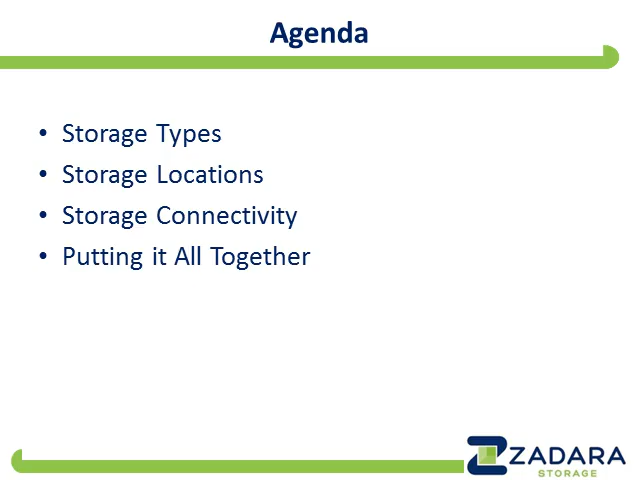 Agenda
• Storage Types
• Storage Locations
• Storage Connectivity
• Putting it All Together
ZADARA
STORAGE